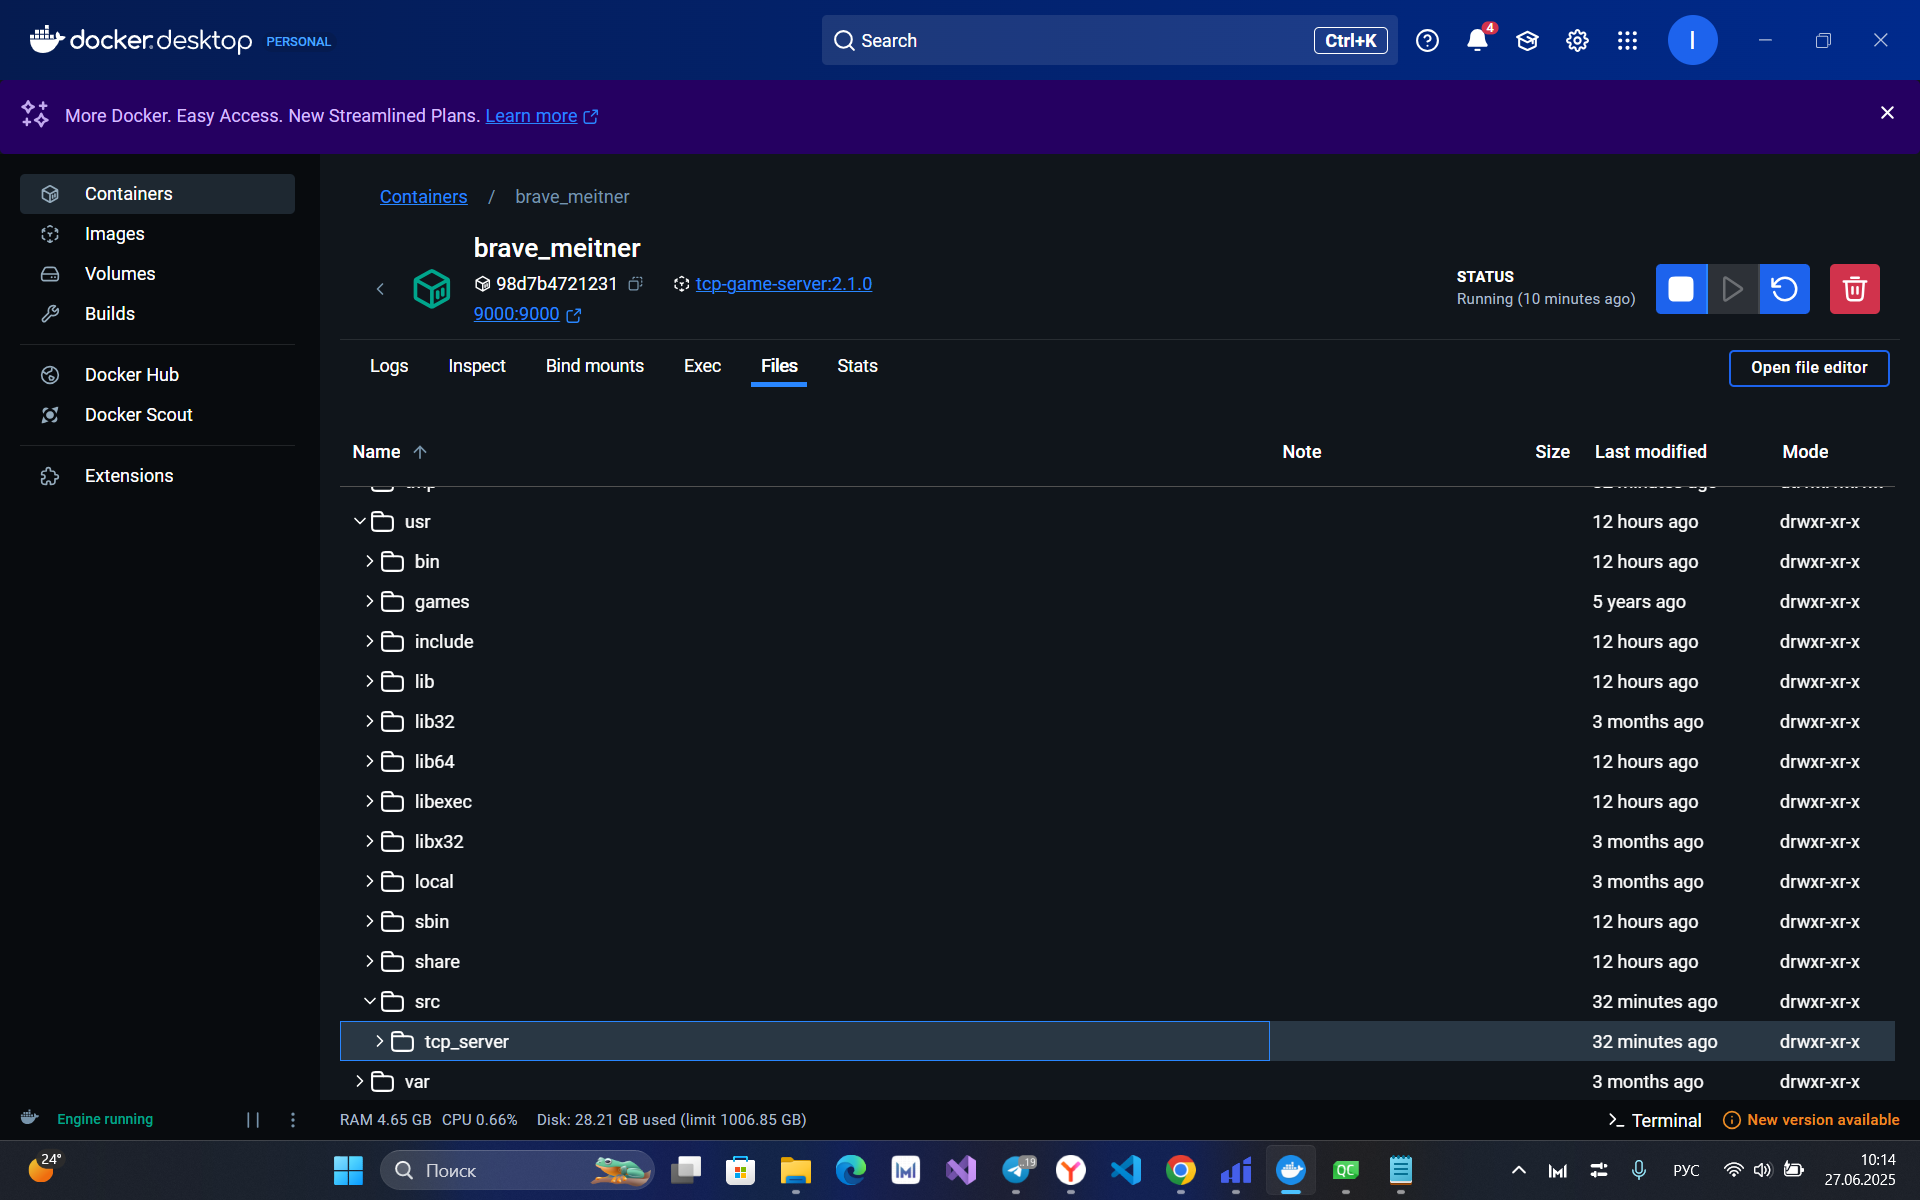 docker.desktop PERSONAL
Search Ctrl+K
4
I
More Docker. Easy Access. New Streamlined Plans. Learn more
Containers
Images
Volumes
Builds
Docker Hub
Docker Scout
Extensions
Containers / brave_meitner
brave_meitner
98d7b4721231 tcp-game-server:2.1.0
9000:9000
STATUS
Running (10 minutes ago)
Logs Inspect Bind mounts Exec Files Stats
Open file editor
Name Note Size Last modified Mode
usr 12 hours ago drwxr-xr-x
bin 12 hours ago drwxr-xr-x
games 5 years ago drwxr-xr-x
include 12 hours ago drwxr-xr-x
lib 12 hours ago drwxr-xr-x
lib32 3 months ago drwxr-xr-x
lib64 12 hours ago drwxr-xr-x
libexec 12 hours ago drwxr-xr-x
libx32 3 months ago drwxr-xr-x
local 3 months ago drwxr-xr-x
sbin 12 hours ago drwxr-xr-x
share 12 hours ago drwxr-xr-x
src 32 minutes ago drwxr-xr-x
tcp_server 32 minutes ago drwxr-xr-x
var 3 months ago drwxr-xr-x
Engine running
RAM 4.65 GB CPU 0.66% Disk: 28.21 GB used (limit 1006.85 GB)
Terminal
New version available
24°
Поиск
19
QC
РУС
10:14
27.06.2025